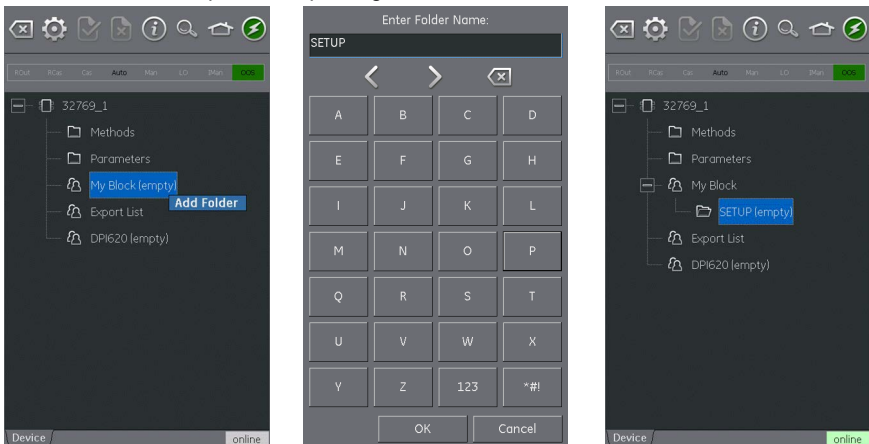 ROut RCas Cas Auto Man LO IMan OOS
32769_1
Methods
Parameters
My Block (empty)
Add Folder
Export List
DPI620 (empty)
Device
online
Enter Folder Name:
SETUP
A B C D
E F G H
I J K L
M N O P
Q R S T
U V W X
Y Z 123 *#!
OK Cancel
ROut RCas Cas Auto Man LO IMan OOS
32769_1
Methods
Parameters
My Block
SETUP (empty)
Export List
DPI620 (empty)
Device
online